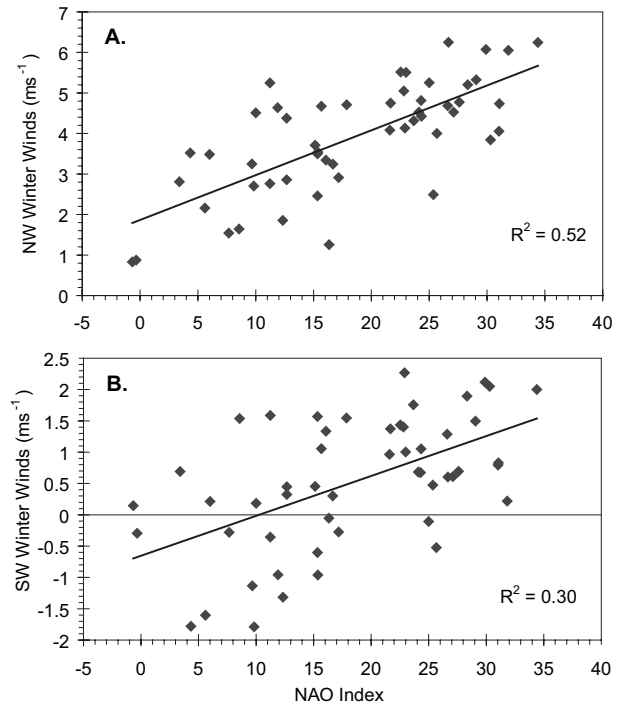 A.
NW Winter Winds (ms⁻¹)
7
6
5
4
3
2
1
0
-5 0 5 10 15 20 25 30 35 40
R² = 0.52
B.
SW Winter Winds (ms⁻¹)
2.5
2
1.5
1
0.5
0
-0.5
-1
-1.5
-2
-5 0 5 10 15 20 25 30 35 40
R² = 0.30
NAO Index